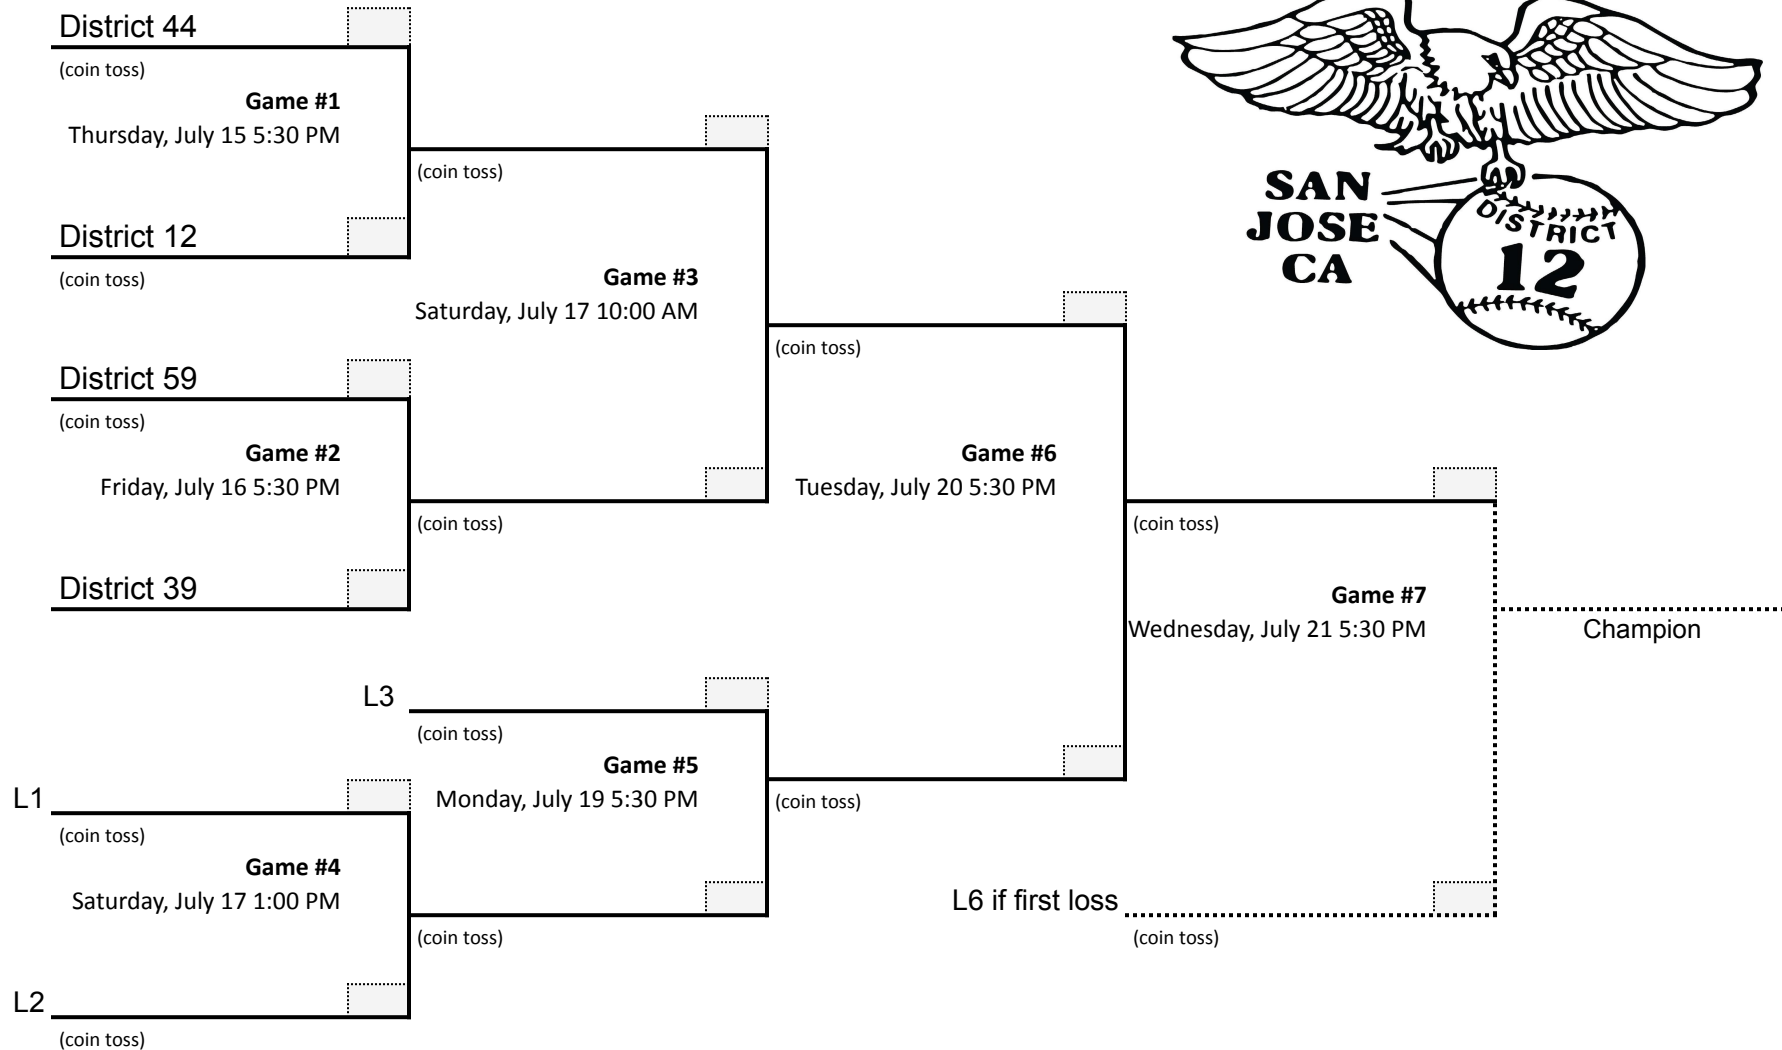 District 44
(coin toss)
Game #1
Thursday, July 15 5:30 PM
(coin toss)
District 12
(coin toss)
Game #3
Saturday, July 17 10:00 AM
(coin toss)
District 59
(coin toss)
Game #2
Friday, July 16 5:30 PM
(coin toss)
District 39
Game #6
Tuesday, July 20 5:30 PM
(coin toss)
Game #7
Wednesday, July 21 5:30 PM
Champion
L3
(coin toss)
Game #5
Monday, July 19 5:30 PM
(coin toss)
L1
(coin toss)
Game #4
Saturday, July 17 1:00 PM
(coin toss)
L6 if first loss
(coin toss)
L2
(coin toss)
SAN
JOSE
CA
DISTRICT
12